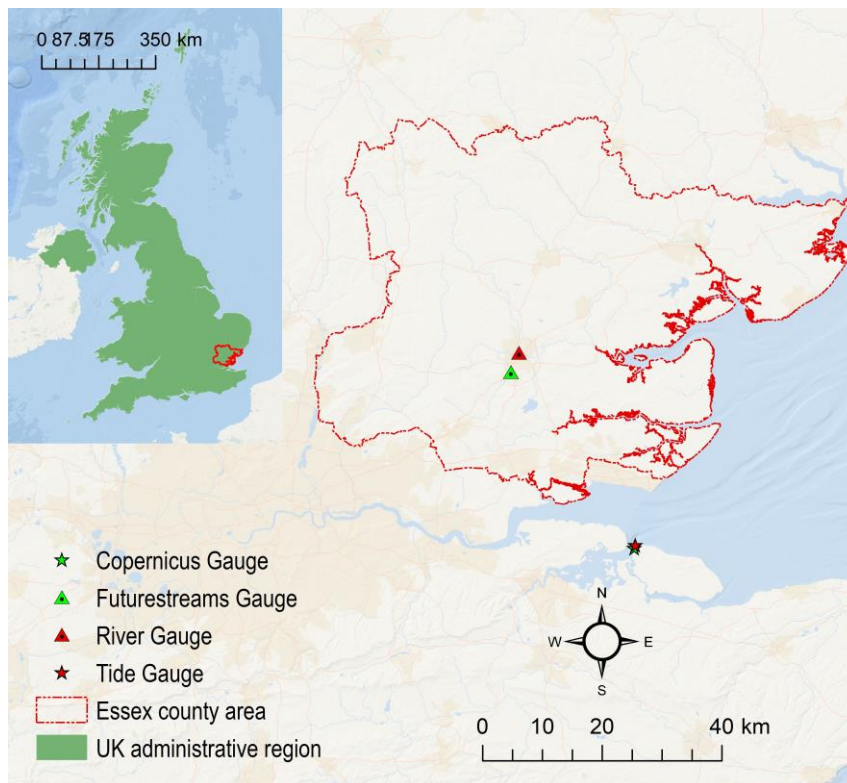 0 87.5175 350 km
Copernicus Gauge
Futurestreams Gauge
River Gauge
Tide Gauge
Essex county area
UK administrative region
N
W E
S
0 10 20 40 km